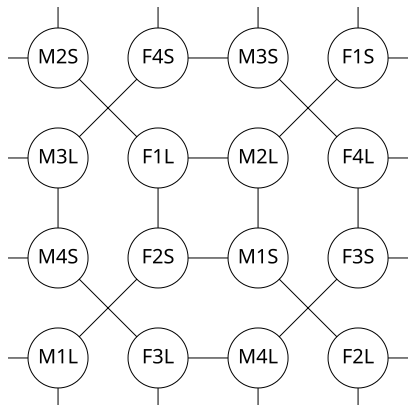 M2S F4S M3S F1S
M3L F1L M2L F4L
M4S F2S M1S F3S
M1L F3L M4L F2L